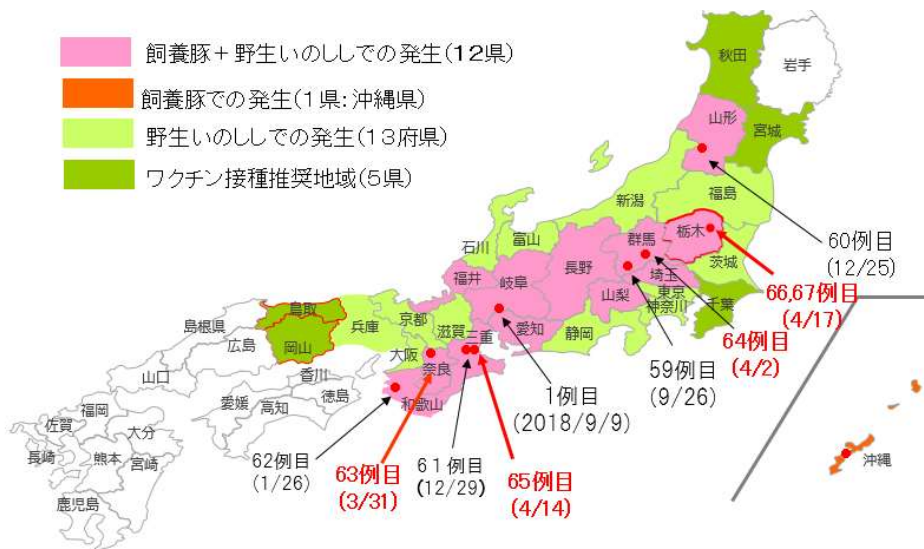 飼養豚＋野生いのししでの発生(12県)
飼養豚での発生(1県:沖縄県)
野生いのししでの発生(13府県)
ワクチン接種推奨地域(5県)
秋田
岩手
山形
宮城
新潟
福島
石川
富山
群馬
栃木
福井
岐阜
長野
埼玉
茨城
山梨
東京
神奈川
千葉
愛知
静岡
鳥取
島根県
岡山
兵庫
京都
滋賀
三重
広島
大阪
奈良
山口
香川
和歌山
愛媛
高知
徳島
福岡
佐賀
大分
長崎
熊本
宮崎
鹿児島
沖縄
60例目
(12/25)
66,67例目
(4/17)
64例目
(4/2)
59例目
(9/26)
1例目
(2018/9/9)
62例目
(1/26)
63例目
(3/31)
61例目
(12/29)
65例目
(4/14)